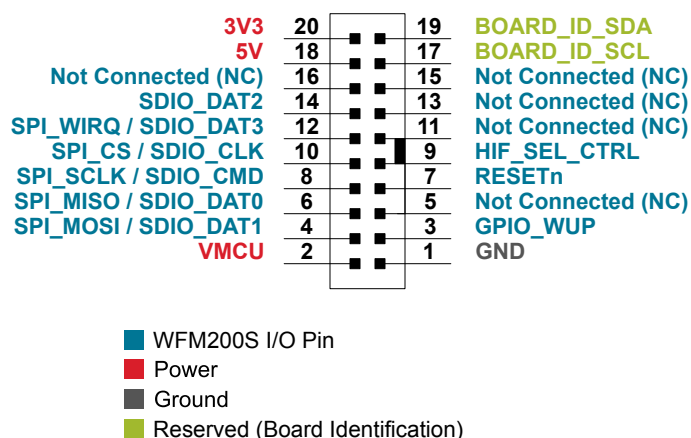 3V3 20 19 BOARD_ID_SDA
5V 18 17 BOARD_ID_SCL
Not Connected (NC) 16 15 Not Connected (NC)
SDIO_DAT2 14 13 Not Connected (NC)
SPI_WIRQ / SDIO_DAT3 12 11 Not Connected (NC)
SPI_CS / SDIO_CLK 10 9 HIF_SEL_CTRL
SPI_SCLK / SDIO_CMD 8 7 RESETn
SPI_MISO / SDIO_DAT0 6 5 Not Connected (NC)
SPI_MOSI / SDIO_DAT1 4 3 GPIO_WUP
VMCU 2 1 GND
WFM200S I/O Pin
Power
Ground
Reserved (Board Identification)